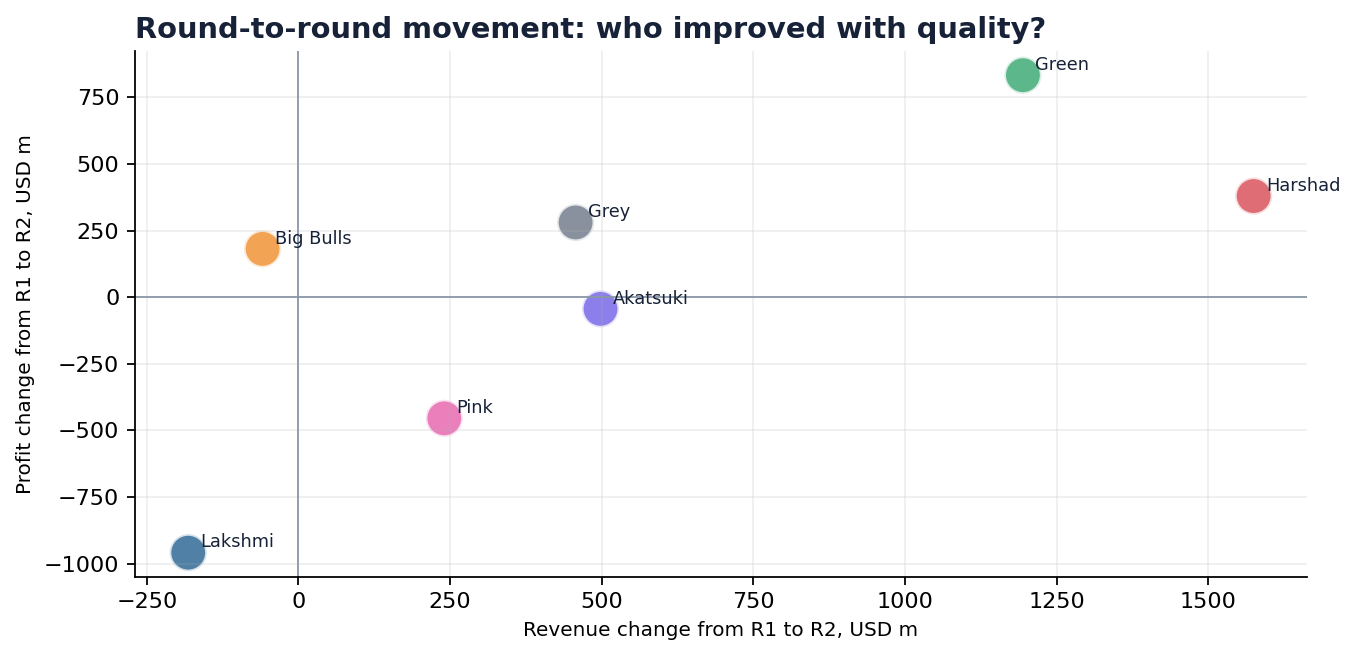 Round-to-round movement: who improved with quality?
Profit change from R1 to R2, USD m
750
500
250
0
−250
−500
−750
−1000
Green
Harshad
Grey
Big Bulls
Akatsuki
Pink
Lakshmi
−250
0
250
500
750
1000
1250
1500
Revenue change from R1 to R2, USD m